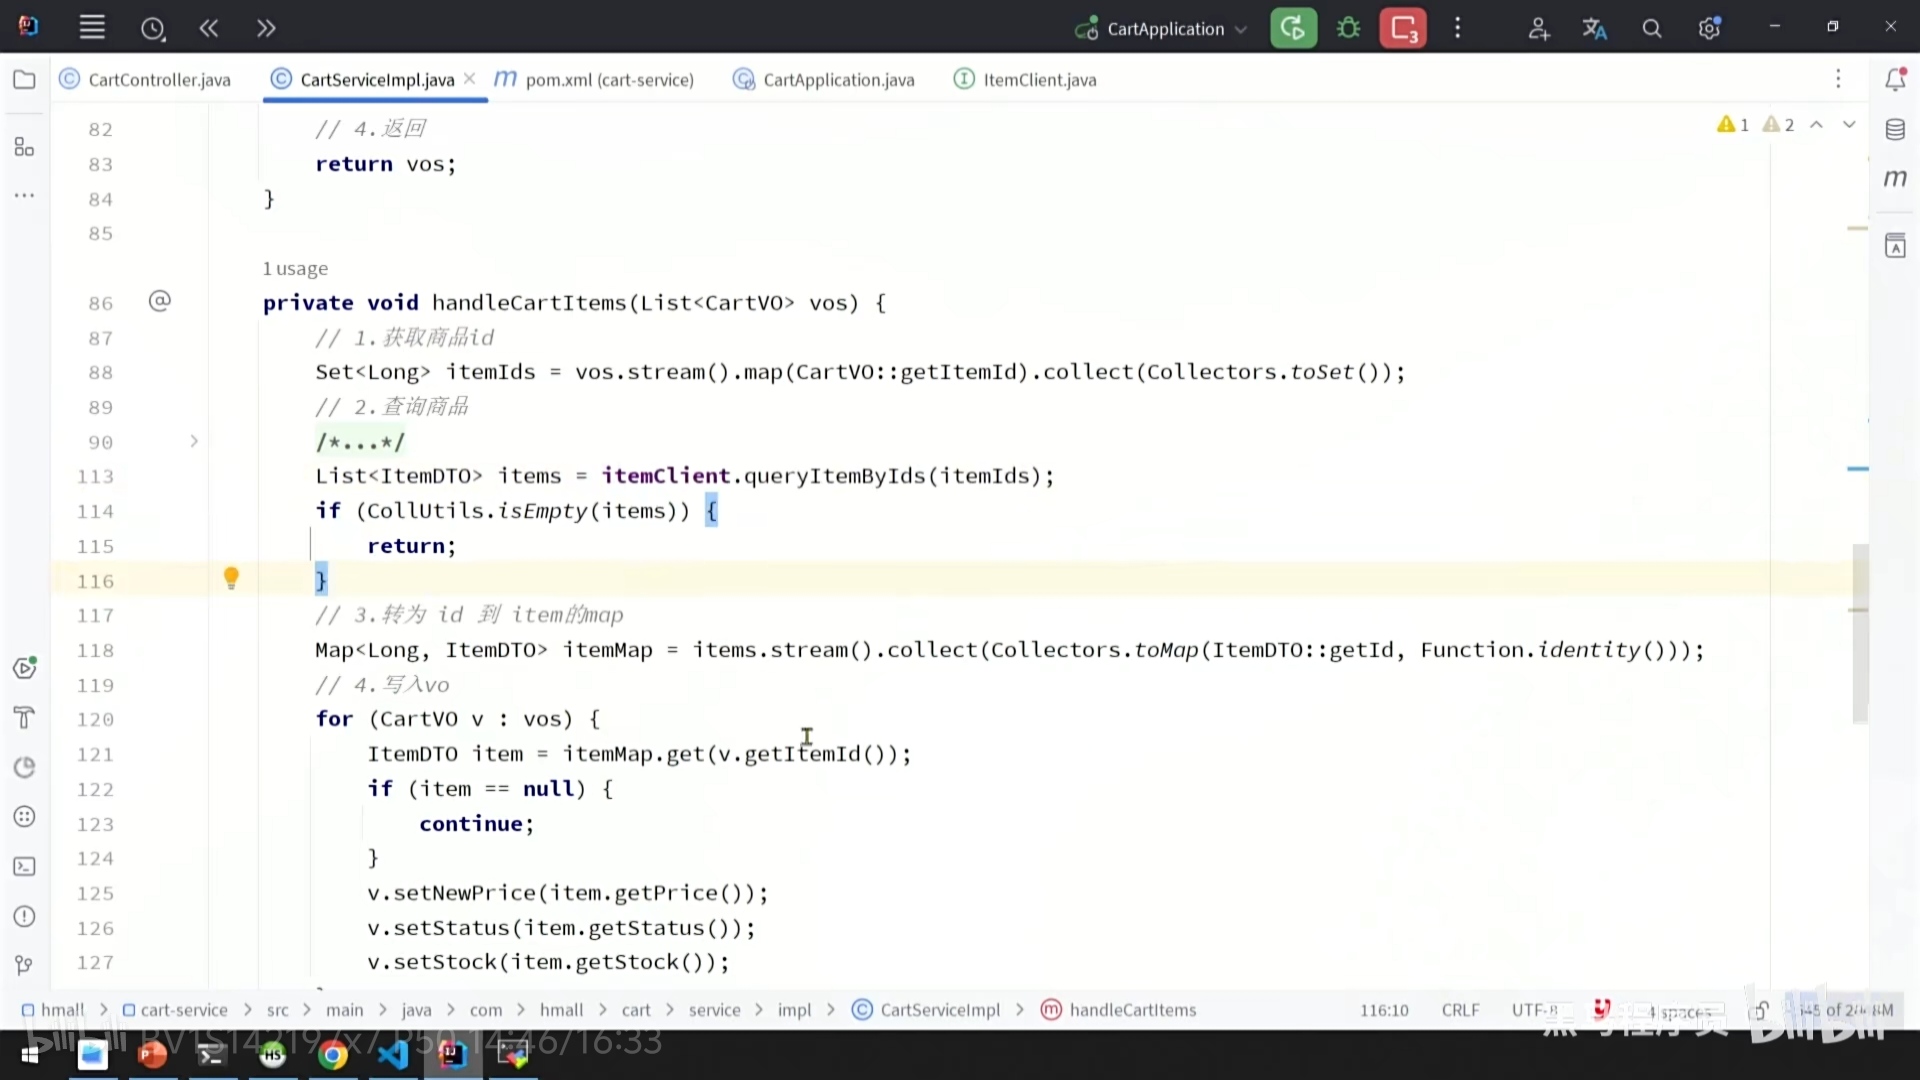 CartApplication
3
CartController.java
CartServiceImpl.java
pom.xml (cart-service)
CartApplication.java
ItemClient.java
1
2
82 // 4.返回
83 return vos;
84 }
85
1 usage
86 @ private void handleCartItems(List<CartVO> vos) {
87 // 1.获取商品id
88 Set<Long> itemIds = vos.stream().map(CartVO::getItemId).collect(Collectors.toSet());
89 // 2.查询商品
90 /*...*/
113 List<ItemDTO> items = itemClient.queryItemByIds(itemIds);
114 if (CollUtils.isEmpty(items)) {
115 return;
116 }
117 // 3.转为 id 到 item的map
118 Map<Long, ItemDTO> itemMap = items.stream().collect(Collectors.toMap(ItemDTO::getId, Function.identity()));
119 // 4.写入vo
120 for (CartVO v : vos) {
121 ItemDTO item = itemMap.get(v.getItemId());
122 if (item == null) {
123 continue;
124 }
125 v.setNewPrice(item.getPrice());
126 v.setStatus(item.getStatus());
127 v.setStock(item.getStock());
hmall > cart-service > src > main > java > com > hmall > cart > service > impl > CartServiceImpl > handleCartItems
116:10 CRLF UTF-8 4 spaces
黑马程序员 bilibili
bilibili P50 14:46/16:33